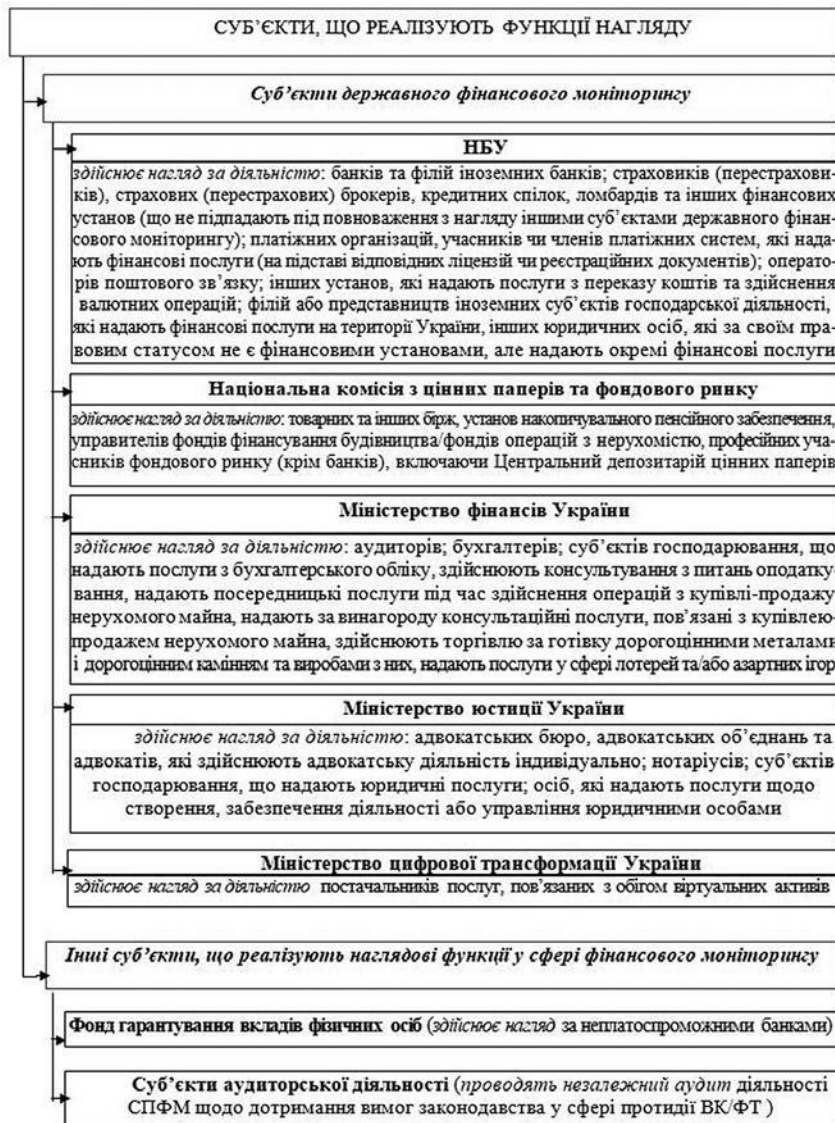 СУБ’ЄКТИ, ЩО РЕАЛІЗУЮТЬ ФУНКЦІЇ НАГЛЯДУ
Суб’єкти державного фінансового моніторингу
НБУ
здійснює нагляд за діяльністю: банків та філій іноземних банків; страховиків (перестрахови-
ків), страхових (перестрахових) брокерів, кредитних спілок, ломбардів та інших фінансових
установ (що не підпадають під повноваження з нагляду іншими суб’єктами державного фінан-
сового моніторингу); платіжних організацій, учасників чи членів платіжних систем, які нада-
ють фінансові послуги (на підставі відповідних ліцензій чи реєстраційних документів); операто-
рів поштового зв’язку; інших установ, які надають послуги з переказу коштів та здійснення
валютних операцій; філій або представництв іноземних суб’єктів господарської діяльності,
які надають фінансові послуги на території України, інших юридичних осіб, які за своїм пра-
вовим статусом не є фінансовими установами, але надають окремі фінансові послуги
Національна комісія з цінних паперів та фондового ринку
здійснює нагляд за діяльністю: товарних та інших бірж, установ накопичувального пенсійного забезпечення,
управителів фондів фінансування будівництва/фондів операцій з нерухомістю, професійних уча-
сників фондового ринку (крім банків), включаючи Центральний депозитарій цінних паперів
Міністерство фінансів України
здійснює нагляд за діяльністю: аудиторів; бухгалтерів; суб’єктів господарювання, що
надають послуги з бухгалтерського обліку, здійснюють консультування з питань оподатку-
вання, надають посередницькі послуги під час здійснення операцій з купівлі-продажу
нерухомого майна, надають за винагороду консультаційні послуги, пов’язані з купівлею-
продажем нерухомого майна, здійснюють торгівлю за готівку дорогоцінними металами
і дорогоцінним камінням та виробами з них, надають послуги у сфері лотерей та/або азартних ігор
Міністерство юстиції України
здійснює нагляд за діяльністю: адвокатських бюро, адвокатських об’єднань та
адвокатів, які здійснюють адвокатську діяльність індивідуально; нотаріусів; суб’єктів
господарювання, що надають юридичні послуги; осіб, які надають послуги щодо
створення, забезпечення діяльності або управління юридичними особами
Міністерство цифрової трансформації України
здійснює нагляд за діяльністю постачальників послуг, пов’язаних з обігом віртуальних активів
Інші суб’єкти, що реалізують наглядові функції у сфері фінансового моніторингу
Фонд гарантування вкладів фізичних осіб (здійснює нагляд за неплатоспроможними банками)
Суб’єкти аудиторської діяльності (проводять незалежний аудит діяльності
СПФМ щодо дотримання вимог законодавства у сфері протидії ВК/ФТ )